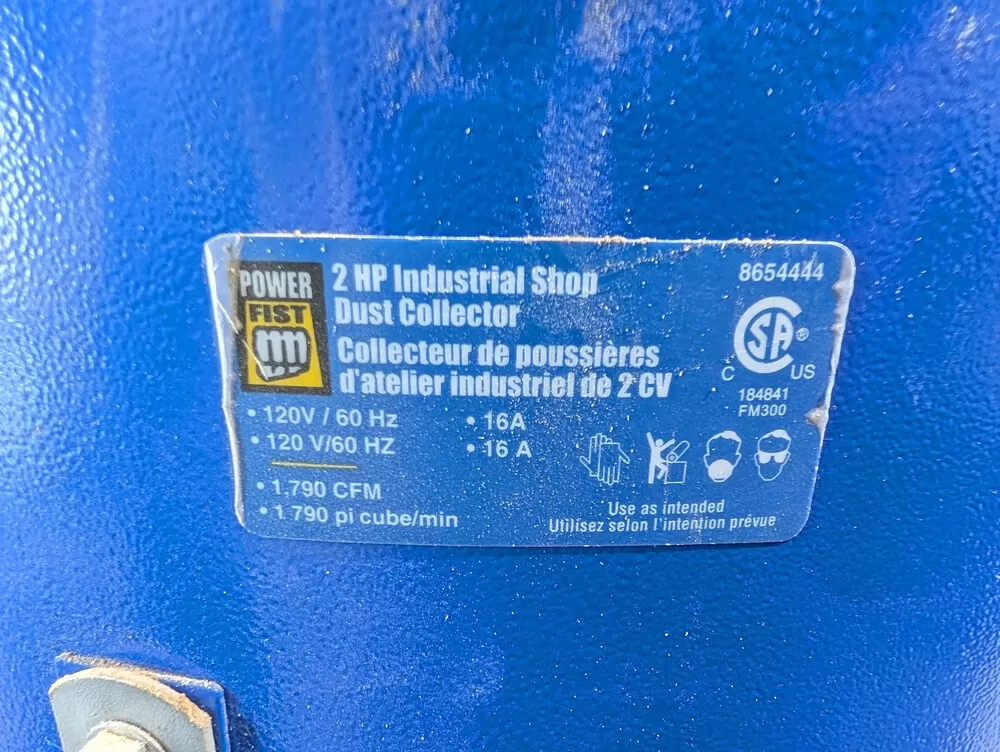 POWER
FIST
2 HP Industrial Shop
Dust Collector
Collecteur de poussières
d'atelier industriel de 2 CV
8654444
SA ®
C US
184841
FM300
• 120V / 60 Hz • 16A
• 120 V/60 HZ • 16 A
• 1,790 CFM
• 1 790 pi cube/min
Use as intended
Utilisez selon l'intention prévue